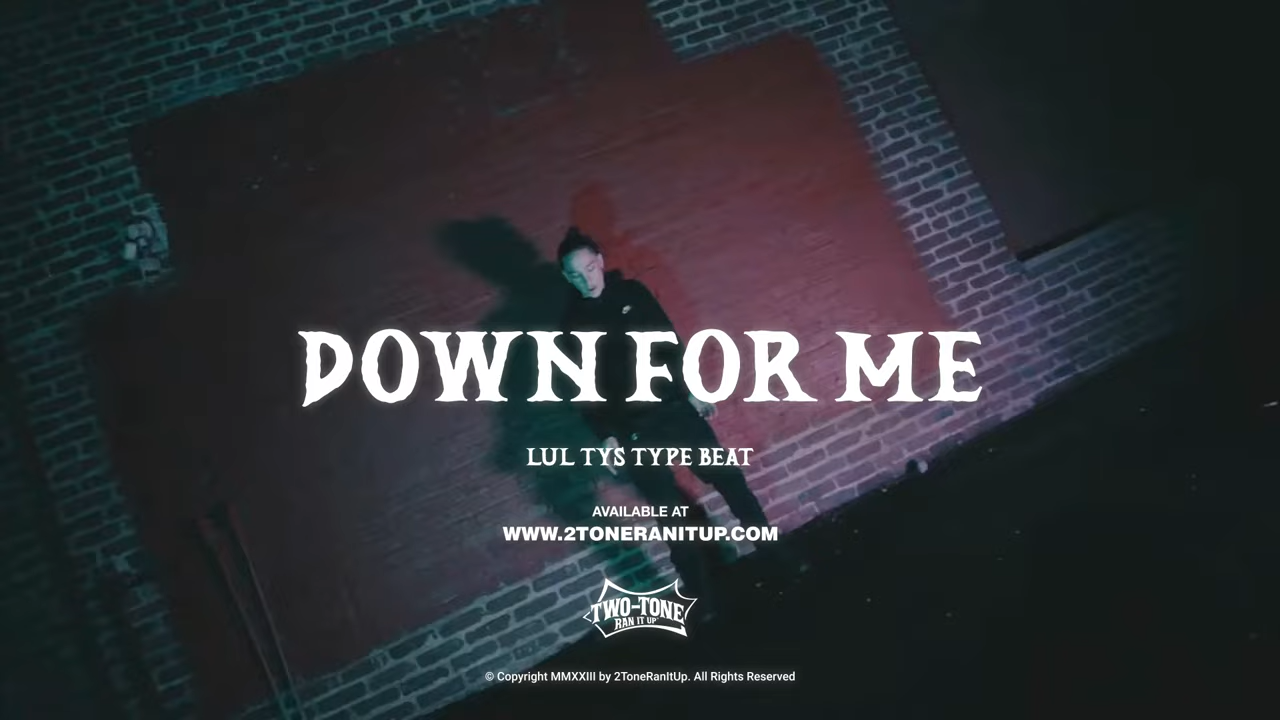 DOWN FOR ME
LUL TYS TYPE BEAT
AVAILABLE AT
WWW.2TONERANITUP.COM
TWO-TONE
RAN IT UP
© Copyright MMXXIII by 2ToneRanItUp. All Rights Reserved